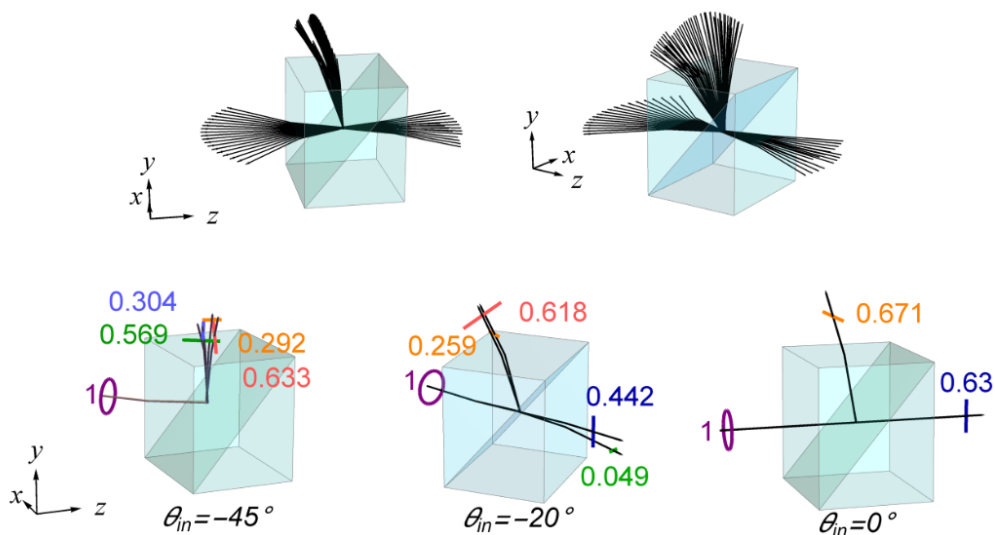 y
x
z
y
x
z
0.304
0.569
0.292
0.633
1
0.618
0.259
1
0.442
0.049
0.671
0.63
1
y
x
z
θin=−45°
θin=−20°
θin=0°